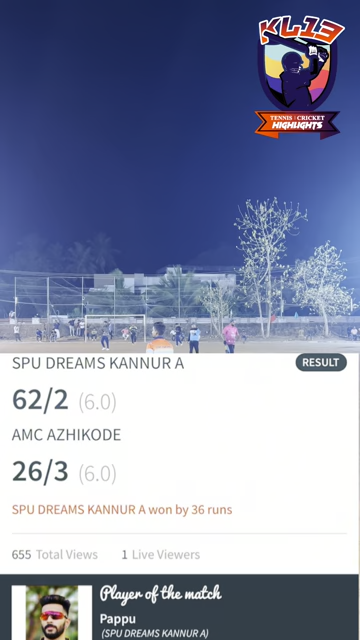 KL13
TENNIS CRICKET
HIGHLIGHTS
SPU DREAMS KANNUR A
RESULT
62/2 (6.0)
AMC AZHIKODE
26/3 (6.0)
SPU DREAMS KANNUR A won by 36 runs
655 Total Views 1 Live Viewers
Player of the match
Pappu
(SPU DREAMS KANNUR A)